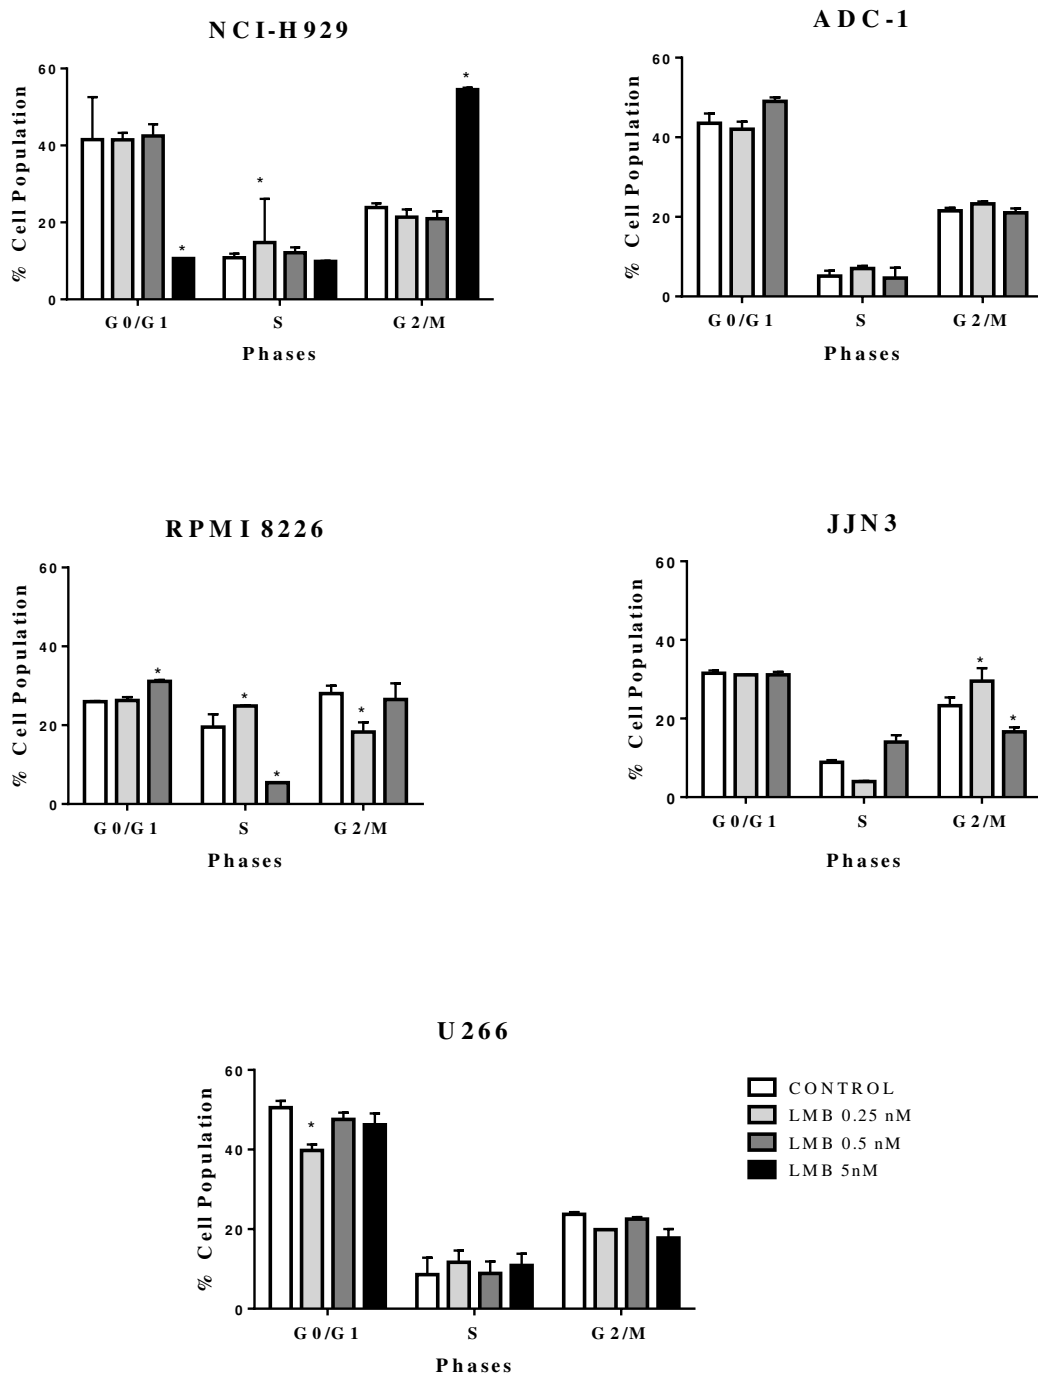 NCI-H929
% Cell Population
60
40
20
0
*
*
*
G0/G1 S G2/M
Phases
ADC-1
% Cell Population
60
40
20
0
G0/G1 S G2/M
Phases
RPMI 8226
% Cell Population
60
40
20
0
*
*
*
*
G0/G1 S G2/M
Phases
JJN3
% Cell Population
60
40
20
0
*
*
G0/G1 S G2/M
Phases
U266
% Cell Population
60
40
20
0
*
G0/G1 S G2/M
Phases
CONTROL
LMB 0.25 nM
LMB 0.5 nM
LMB 5nM